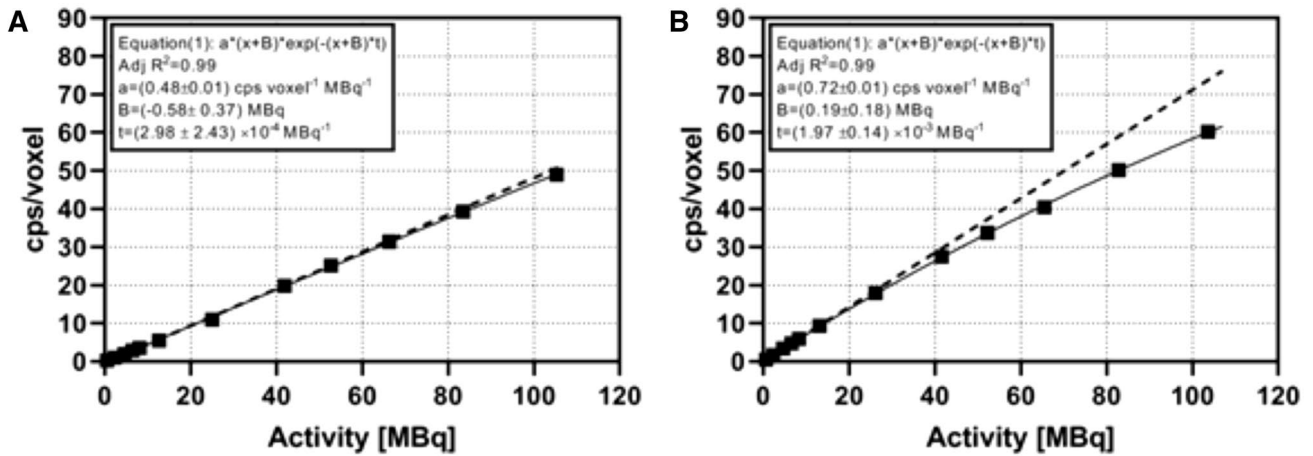 A
90
80
70
60
50
40
30
20
10
0
cps/voxel
Equation(1): a*(x+B)*exp(-(x+B)*t)
Adj R²=0.99
a=(0.48±0.01) cps voxel⁻¹ MBq⁻¹
B=(-0.58± 0.37) MBq
t=(2.98 ± 2.43) ×10⁻⁴ MBq⁻¹
0 20 40 60 80 100 120
Activity [MBq]
B
90
80
70
60
50
40
30
20
10
0
cps/voxel
Equation(1): a*(x+B)*exp(-(x+B)*t)
Adj R²=0.99
a=(0.72±0.01) cps voxel⁻¹ MBq⁻¹
B=(0.19±0.18) MBq
t=(1.97 ±0.14) ×10⁻³ MBq⁻¹
0 20 40 60 80 100 120
Activity [MBq]